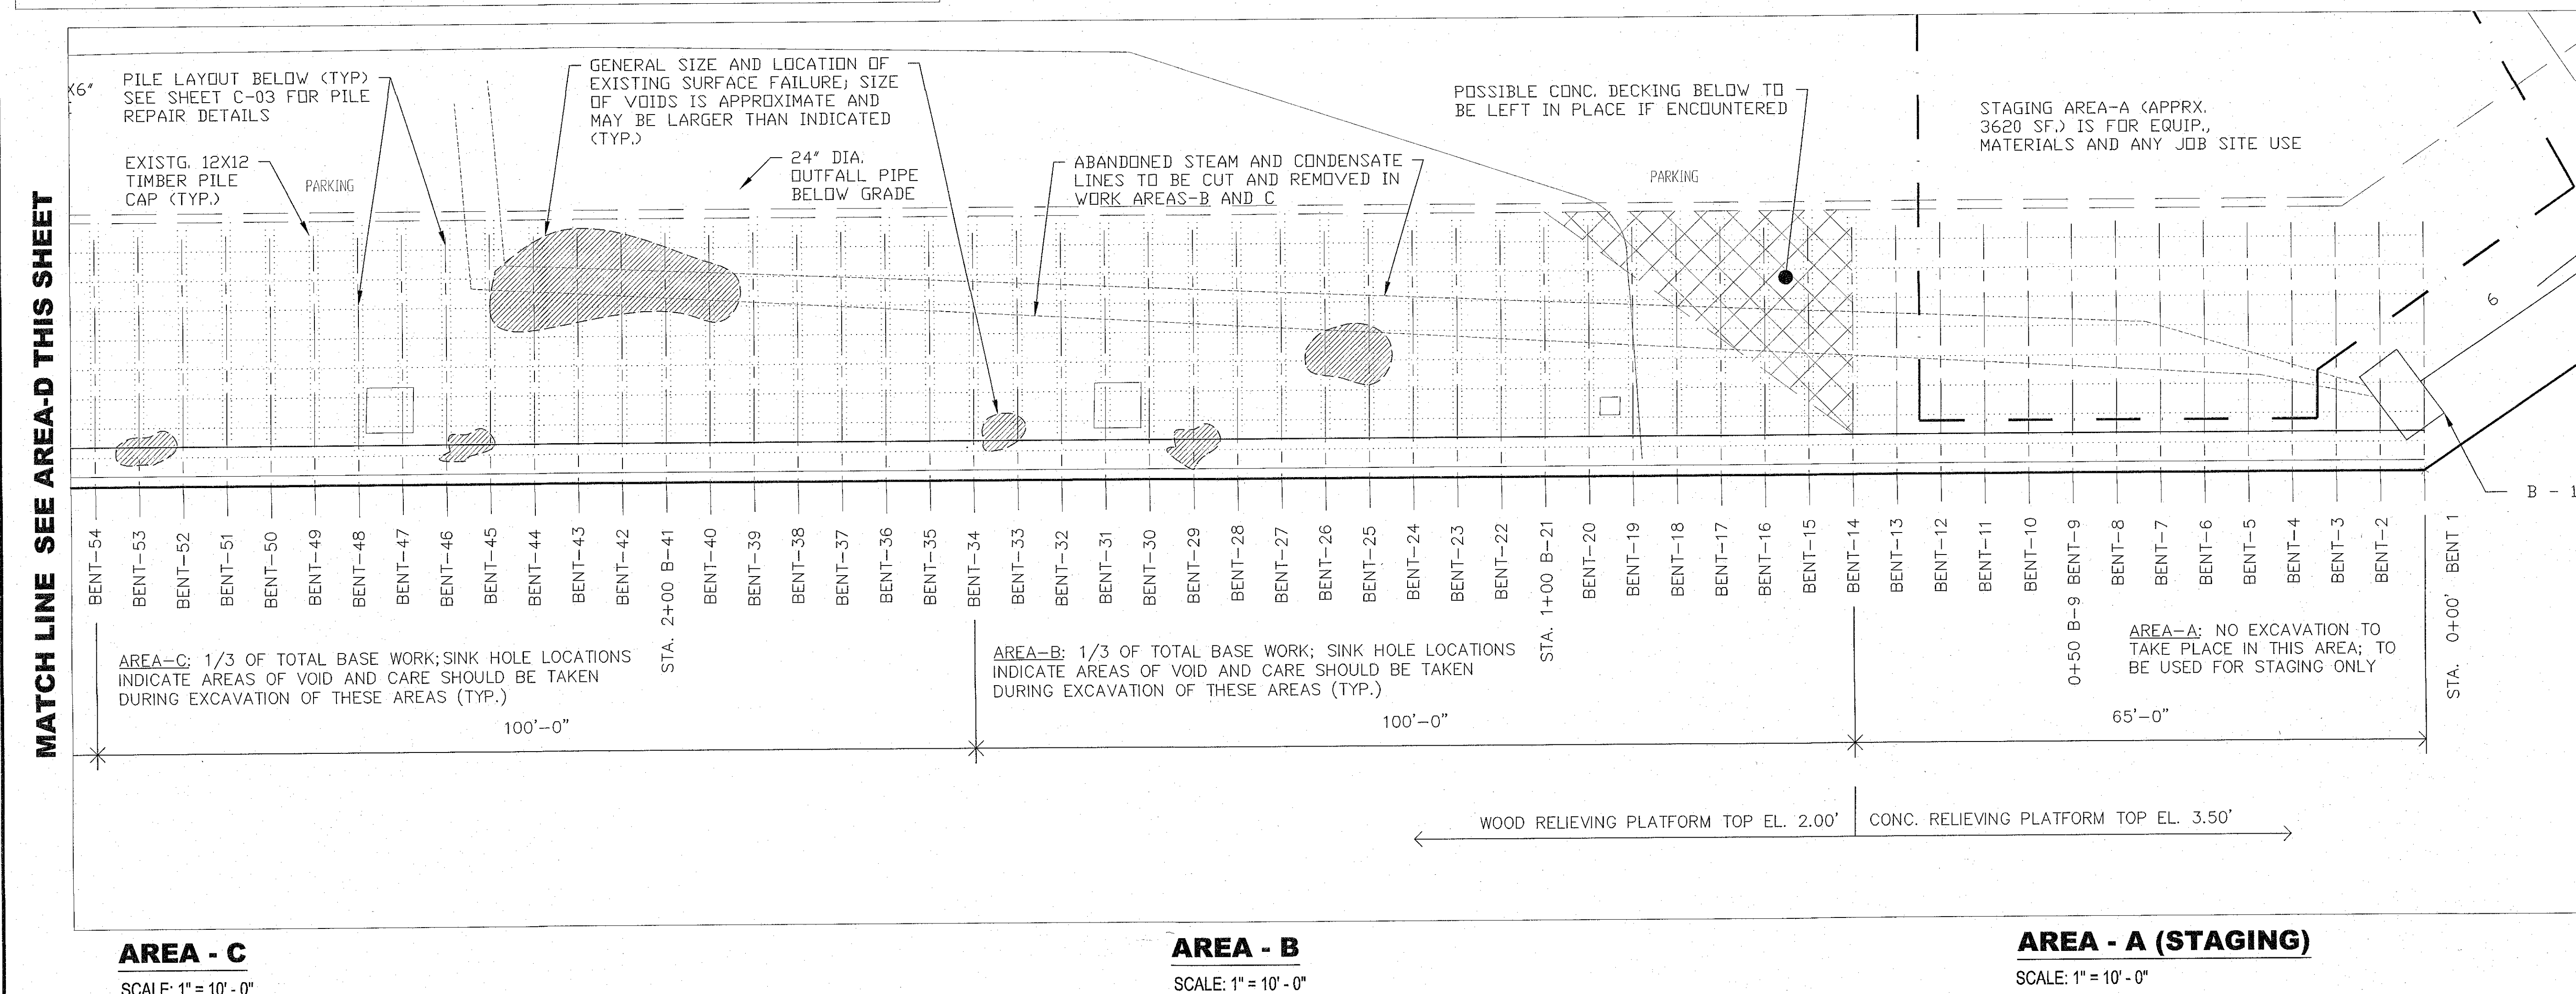 X6"
PILE LAYOUT BELOW (TYP)
SEE SHEET C-03 FOR PILE
REPAIR DETAILS
EXISTG. 12X12
TIMBER PILE
CAP (TYP.)
PARKING
GENERAL SIZE AND LOCATION OF
EXISTING SURFACE FAILURE; SIZE
OF VOIDS IS APPROXIMATE AND
MAY BE LARGER THAN INDICATED
(TYP.)
24" DIA.
OUTFALL PIPE
BELOW GRADE
ABANDONED STEAM AND CONDENSATE
LINES TO BE CUT AND REMOVED IN
WORK AREAS-B AND C
POSSIBLE CONC. DECKING BELOW TO
BE LEFT IN PLACE IF ENCOUNTERED
PARKING
STAGING AREA-A (APPRX.
3620 SF.) IS FOR EQUIP.,
MATERIALS AND ANY JOB SITE USE
6
B - 1
MATCH LINE SEE AREA-D THIS SHEET
BENT-54
BENT-53
BENT-52
BENT-51
BENT-50
BENT-49
BENT-48
BENT-47
BENT-46
BENT-45
BENT-44
BENT-43
BENT-42
STA. 2+00 B-41
BENT-40
BENT-39
BENT-38
BENT-37
BENT-36
BENT-35
BENT-34
BENT-33
BENT-32
BENT-31
BENT-30
BENT-29
BENT-28
BENT-27
BENT-26
BENT-25
BENT-24
BENT-23
BENT-22
STA. 1+00 B-21
BENT-20
BENT-19
BENT-18
BENT-17
BENT-16
BENT-15
BENT-14
BENT-13
BENT-12
BENT-11
BENT-10
0+50 B-9 BENT-9
BENT-8
BENT-7
BENT-6
BENT-5
BENT-4
BENT-3
BENT-2
STA. 0+00' BENT 1
AREA-C: 1/3 OF TOTAL BASE WORK; SINK HOLE LOCATIONS
INDICATE AREAS OF VOID AND CARE SHOULD BE TAKEN
DURING EXCAVATION OF THESE AREAS (TYP.)
100'-0"
AREA-B: 1/3 OF TOTAL BASE WORK; SINK HOLE LOCATIONS
INDICATE AREAS OF VOID AND CARE SHOULD BE TAKEN
DURING EXCAVATION OF THESE AREAS (TYP.)
100'-0"
AREA-A: NO EXCAVATION TO
TAKE PLACE IN THIS AREA; TO
BE USED FOR STAGING ONLY
65'-0"
WOOD RELIEVING PLATFORM TOP EL. 2.00'
CONC. RELIEVING PLATFORM TOP EL. 3.50'
AREA - C
SCALE: 1" = 10' - 0"
AREA - B
SCALE: 1" = 10' - 0"
AREA - A (STAGING)
SCALE: 1" = 10' - 0"